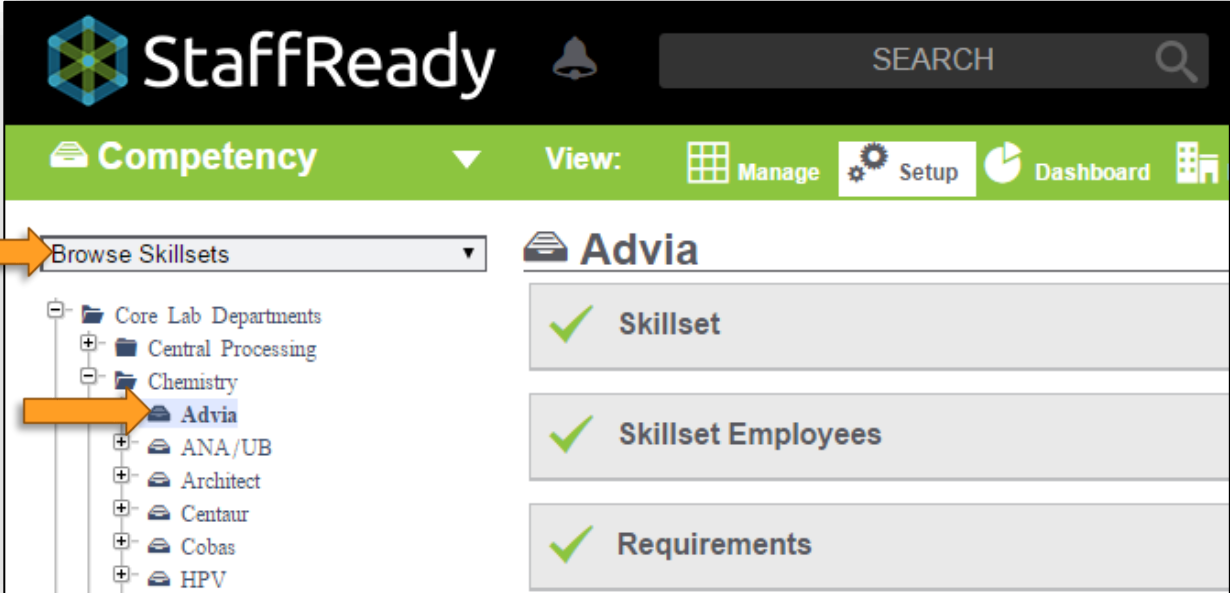 StaffReady
SEARCH
Competency
View:
Manage
Setup
Dashboard
Browse Skillsets
Advia
Core Lab Departments
Central Processing
Chemistry
Advia
ANA/UB
Architect
Centaur
Cobas
HPV
Skillset
Skillset Employees
Requirements